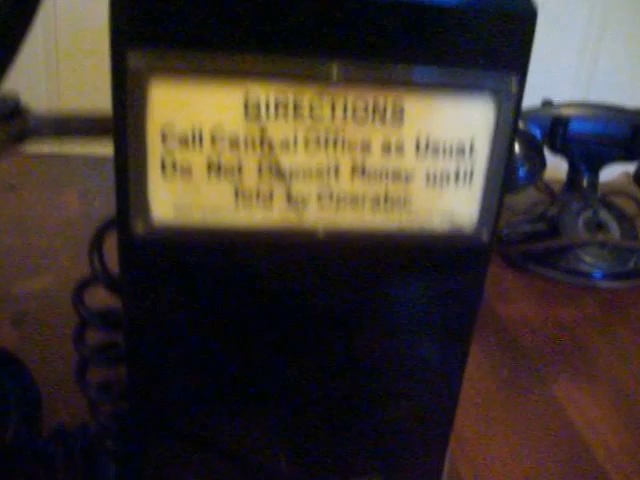 DIRECTIONS
Call Central Office as Usual
Do Not Deposit Money until
Told by Operator